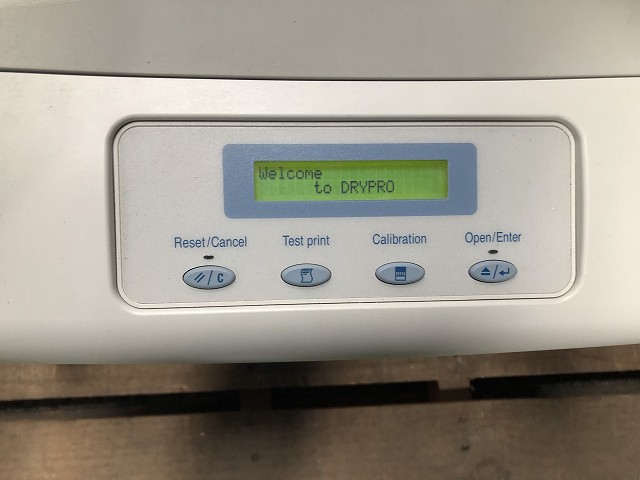 Welcome
to DRYPRO
Reset/Cancel
Test print
Calibration
Open/Enter
//C